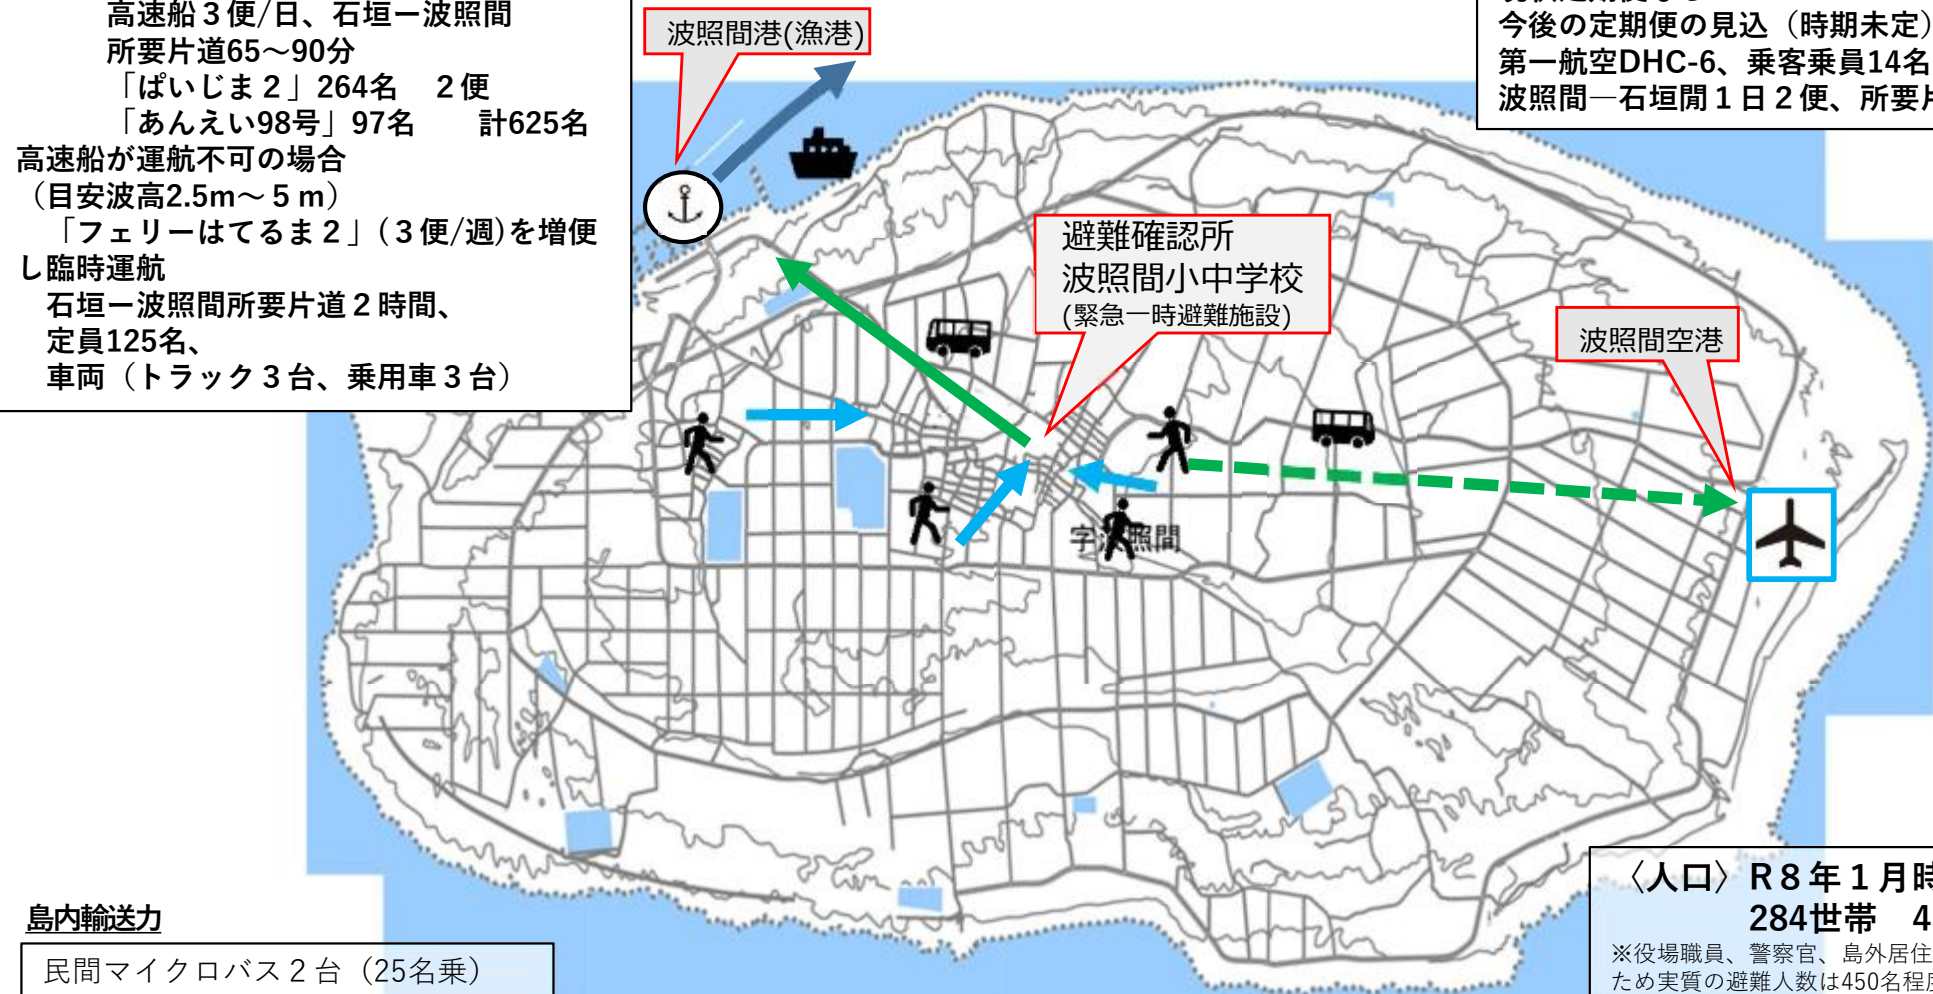 高速船３便/日、石垣ー波照間
所要片道65～90分
「ぱいじま２」264名　２便
「あんえい98号」97名　　計625名
高速船が運航不可の場合
（目安波高2.5m～５ｍ）
「フェリーはてるま２」(３便/週)を増便
し臨時運航
石垣ー波照間所要片道２時間、
定員125名、
車両（トラック３台、乗用車３台）
波照間港(漁港)
今後の定期便の見込（時期未定）
第一航空DHC-6、乗客乗員14名
波照間―石垣間１日２便、所要片
避難確認所
波照間小中学校
(緊急一時避難施設)
波照間空港
字波照間
〈人口〉R８年１月時
284世帯　4
※役場職員、警察官、島外居住
ため実質の避難人数は450名程度
島内輸送力
民間マイクロバス２台（25名乗）